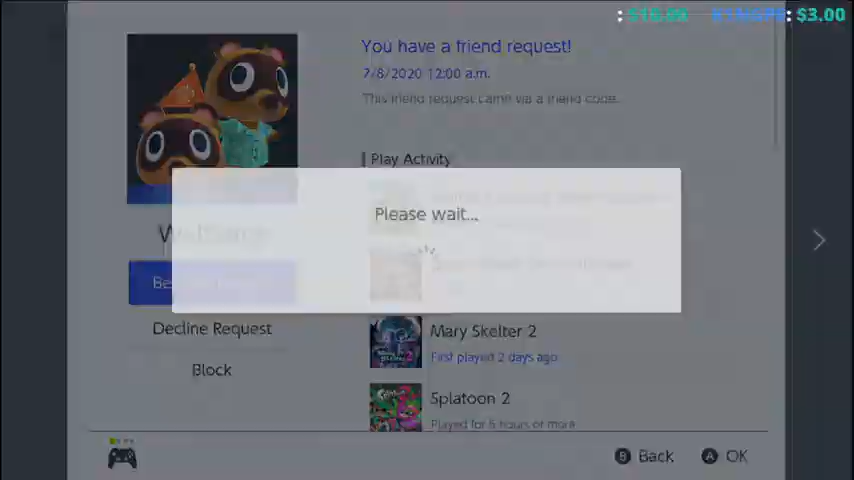 $3.00
You have a friend request!
7/8/2020 12:00 a.m.
This friend request came via a friend code.
Play Activity
Please wait...
Decline Request
Block
Mary Skelter 2
First played 2 days ago
Splatoon 2
Played for 5 hours or more
B Back
A OK